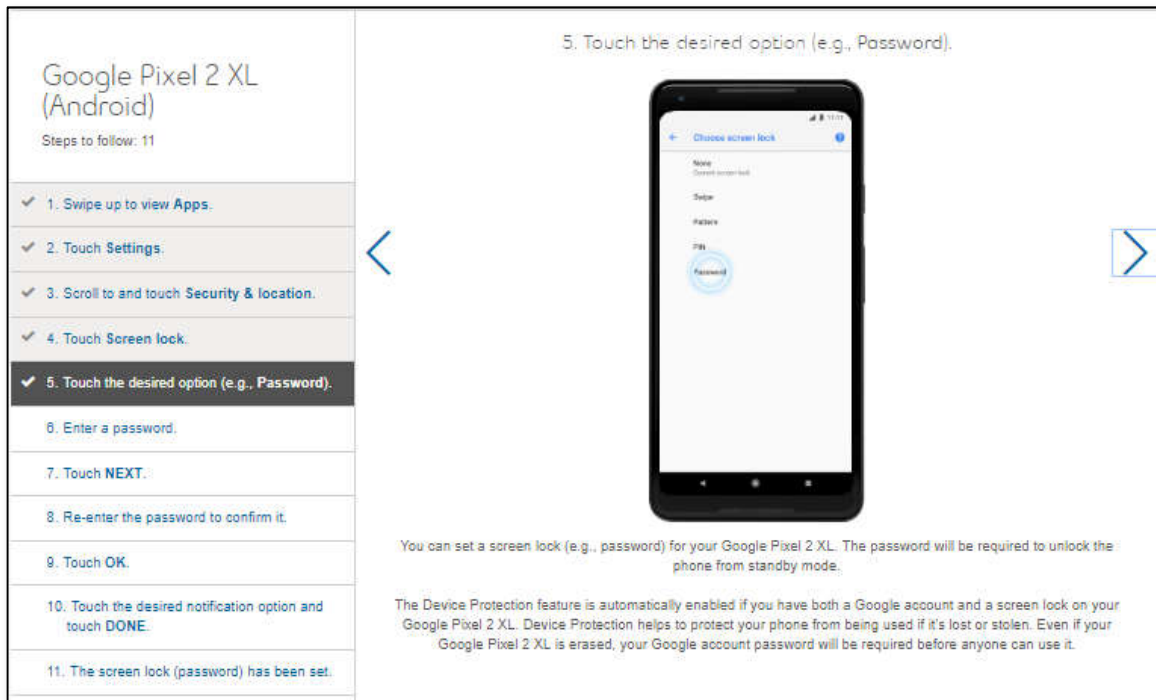 Google Pixel 2 XL
(Android)
Steps to follow: 11
1. Swipe up to view Apps.
2. Touch Settings.
3. Scroll to and touch Security & location.
4. Touch Screen lock.
5. Touch the desired option (e.g., Password).
6. Enter a password.
7. Touch NEXT.
8. Re-enter the password to confirm it.
9. Touch OK.
10. Touch the desired notification option and
touch DONE.
11. The screen lock (password) has been set.
5. Touch the desired option (e.g., Password).
11:11
Choose screen lock
None
Current screen lock
Swipe
Pattern
PIN
Password
You can set a screen lock (e.g., password) for your Google Pixel 2 XL. The password will be required to unlock the
phone from standby mode.
The Device Protection feature is automatically enabled if you have both a Google account and a screen lock on your
Google Pixel 2 XL. Device Protection helps to protect your phone from being used if it's lost or stolen. Even if your
Google Pixel 2 XL is erased, your Google account password will be required before anyone can use it.